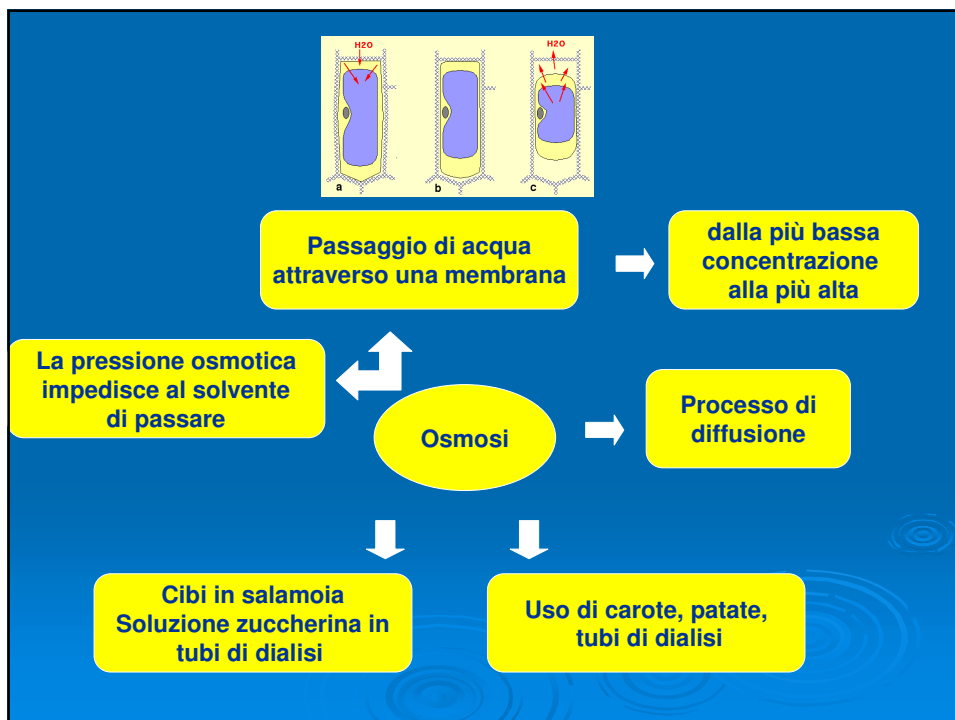 H2O
H2O
a
b
c
Passaggio di acqua
attraverso una membrana
dalla più bassa
concentrazione
alla più alta
La pressione osmotica
impedisce al solvente
di passare
Osmosi
Processo di
diffusione
Cibi in salamoia
Soluzione zuccherina in
tubi di dialisi
Uso di carote, patate,
tubi di dialisi